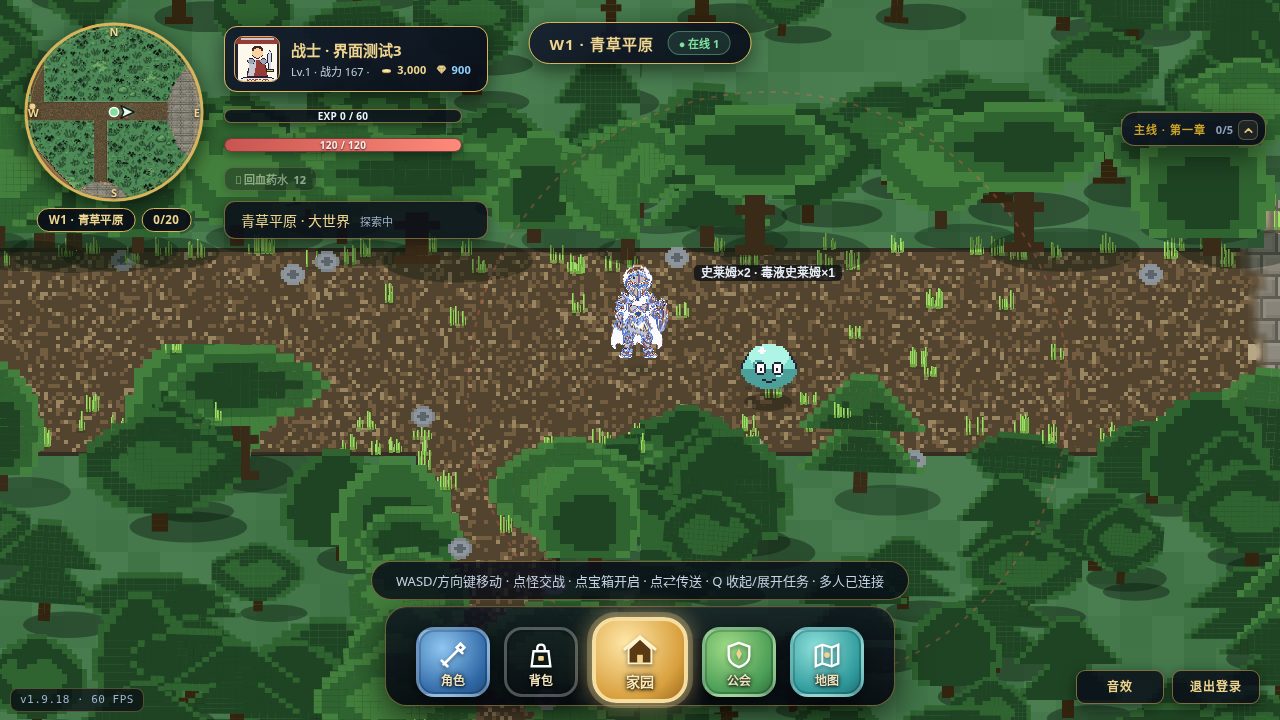 N
W
E
S
W1 · 青草平原
0/20
战士 · 界面测试3
Lv.1 · 战力 167 ·
3,000
900
EXP 0 / 60
120 / 120
回血药水 12
青草平原 · 大世界 探索中
W1 · 青草平原
在线 1
主线 · 第一章 0/5
史莱姆×2 · 毒液史莱姆×1
WASD/方向键移动 · 点怪交战 · 点宝箱开启 · 点⇄传送 · Q 收起/展开任务 · 多人已连接
角色
背包
家园
公会
地图
音效
退出登录
v1.9.18 · 60 FPS